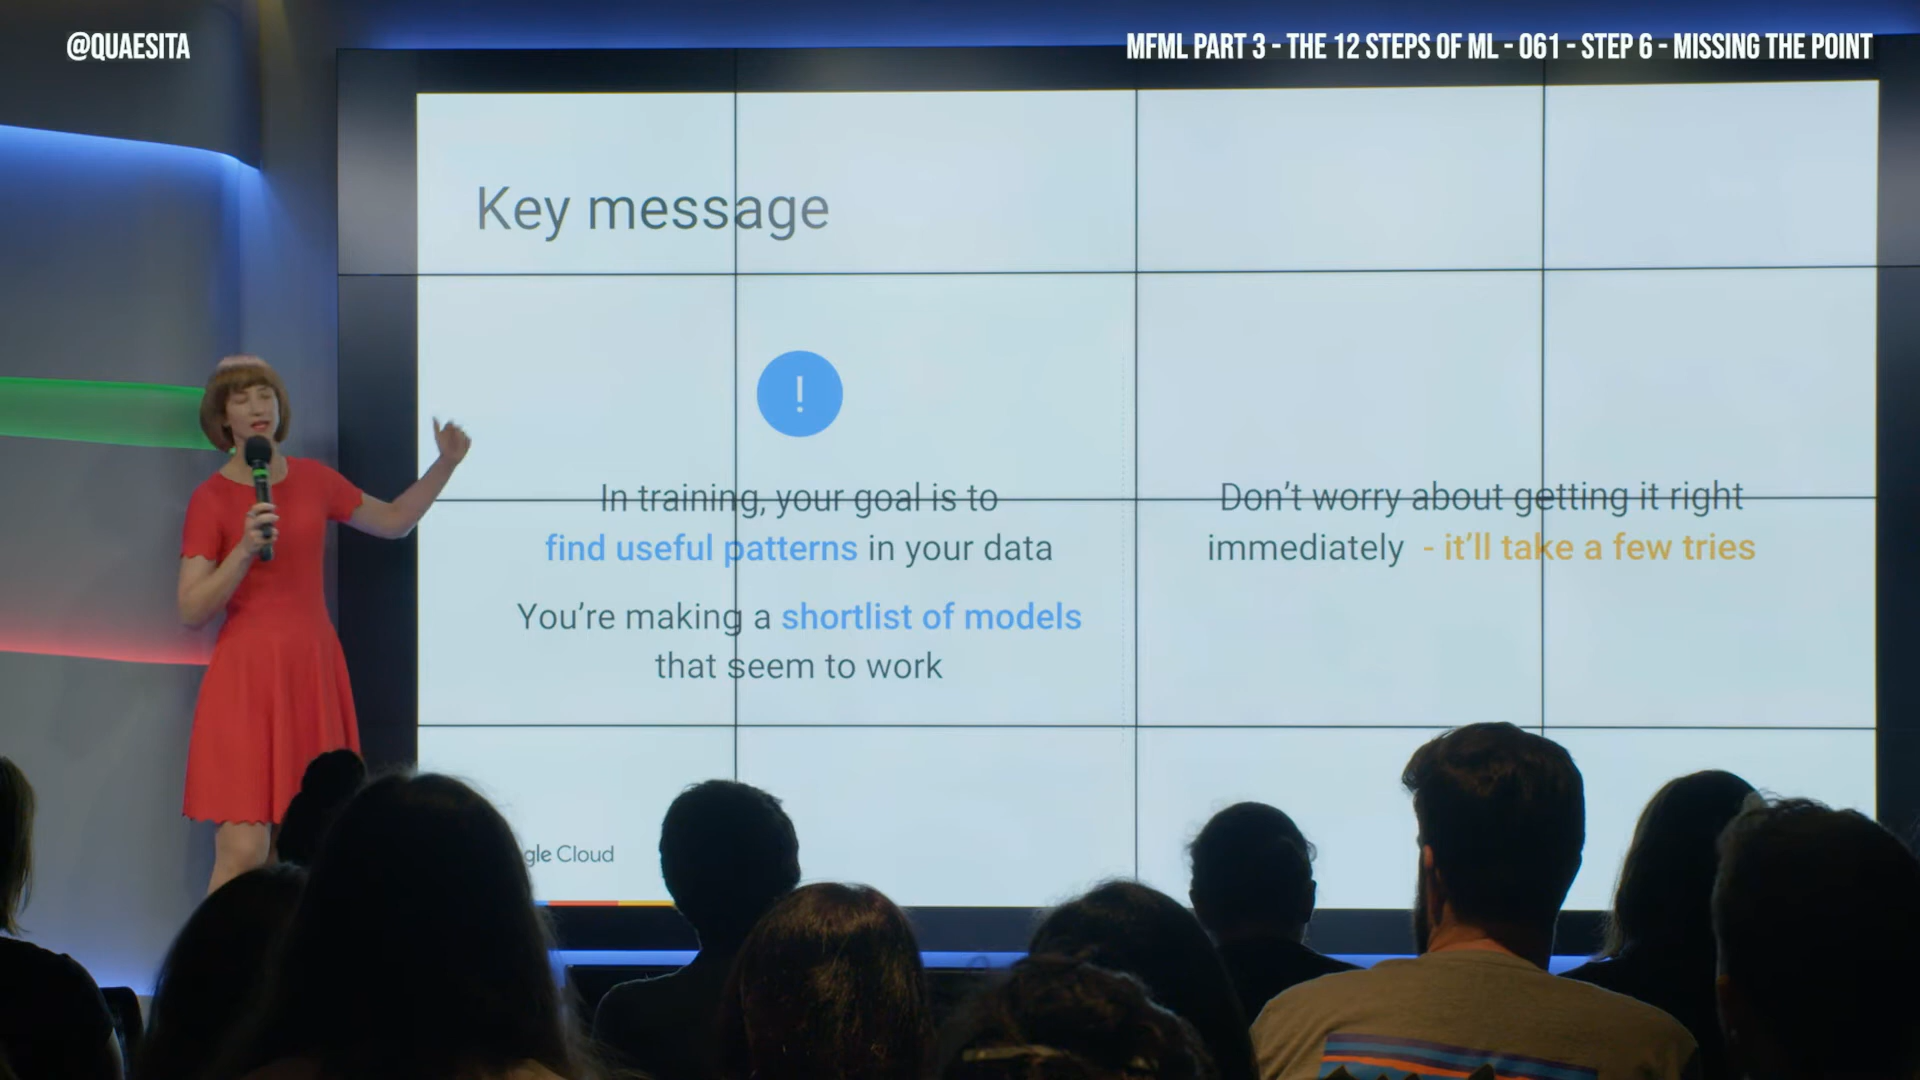 @QUAESITA
MFML PART 3 - THE 12 STEPS OF ML - 061 - STEP 6 - MISSING THE POINT
Key message
!
In training, your goal is to
find useful patterns in your data
You're making a shortlist of models
that seem to work
Don't worry about getting it right
immediately - it'll take a few tries
gle Cloud